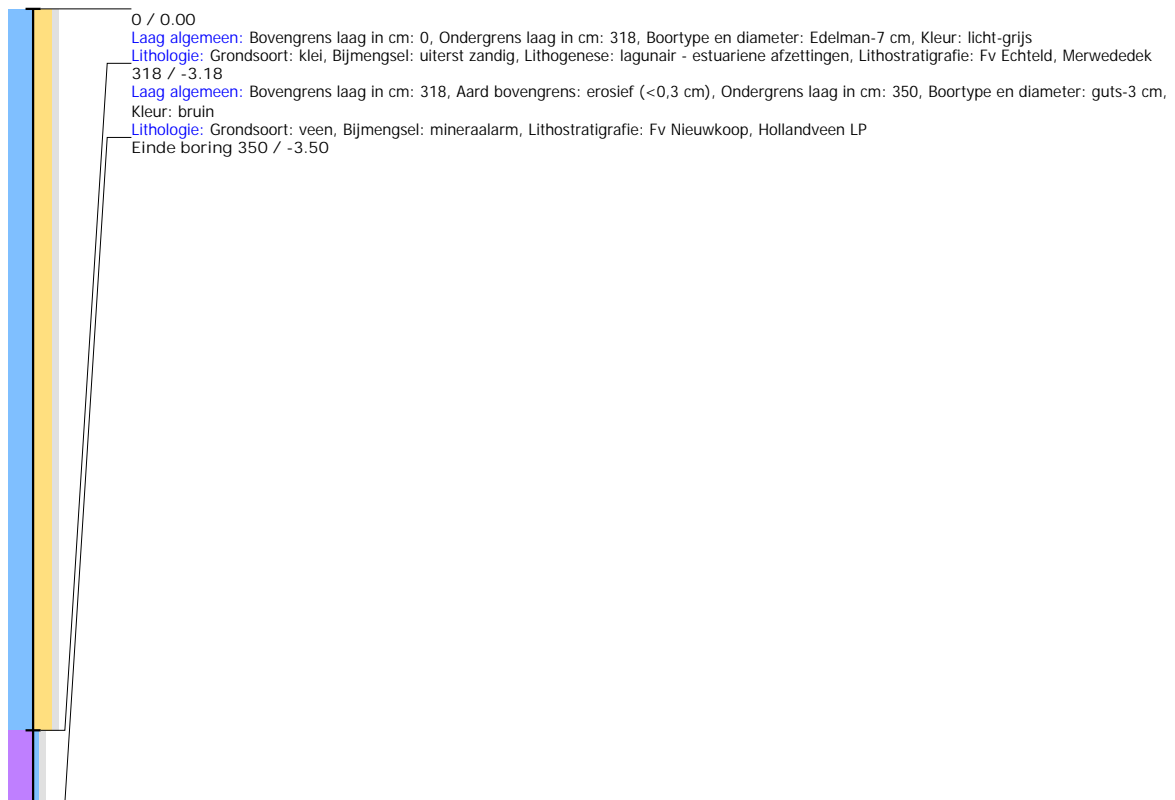 0 / 0.00
Laag algemeen: Bovengrens laag in cm: 0, Ondergrens laag in cm: 318, Boortype en diameter: Edelman-7 cm, Kleur: licht-grijs
Lithologie: Grondsoort: klei, Bijmengsel: uiterst zandig, Lithogenese: lagunair - estuariene afzettingen, Lithostratigrafie: Fv Echteld, Merwededek
318 / -3.18
Laag algemeen: Bovengrens laag in cm: 318, Aard bovengrens: erosief (<0,3 cm), Ondergrens laag in cm: 350, Boortype en diameter: guts-3 cm,
Kleur: bruin
Lithologie: Grondsoort: veen, Bijmengsel: mineraalarm, Lithostratigrafie: Fv Nieuwkoop, Hollandveen LP
Einde boring 350 / -3.50